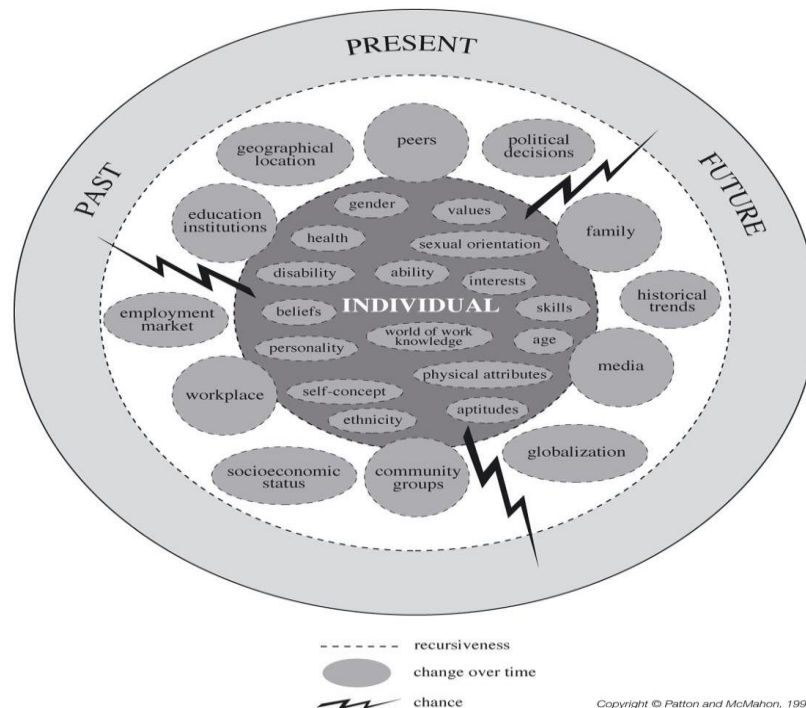 PRESENT
PAST
FUTURE
peers
political
decisions
geographical
location
education
institutions
family
gender
values
health
sexual orientation
disability
ability
interests
historical
trends
employment
market
beliefs
INDIVIDUAL
skills
world of work
knowledge
age
personality
media
workplace
physical attributes
self-concept
aptitudes
ethnicity
globalization
socioeconomic
status
community
groups
recursiveness
change over time
chance
Copyright © Patton and McMahon, 199